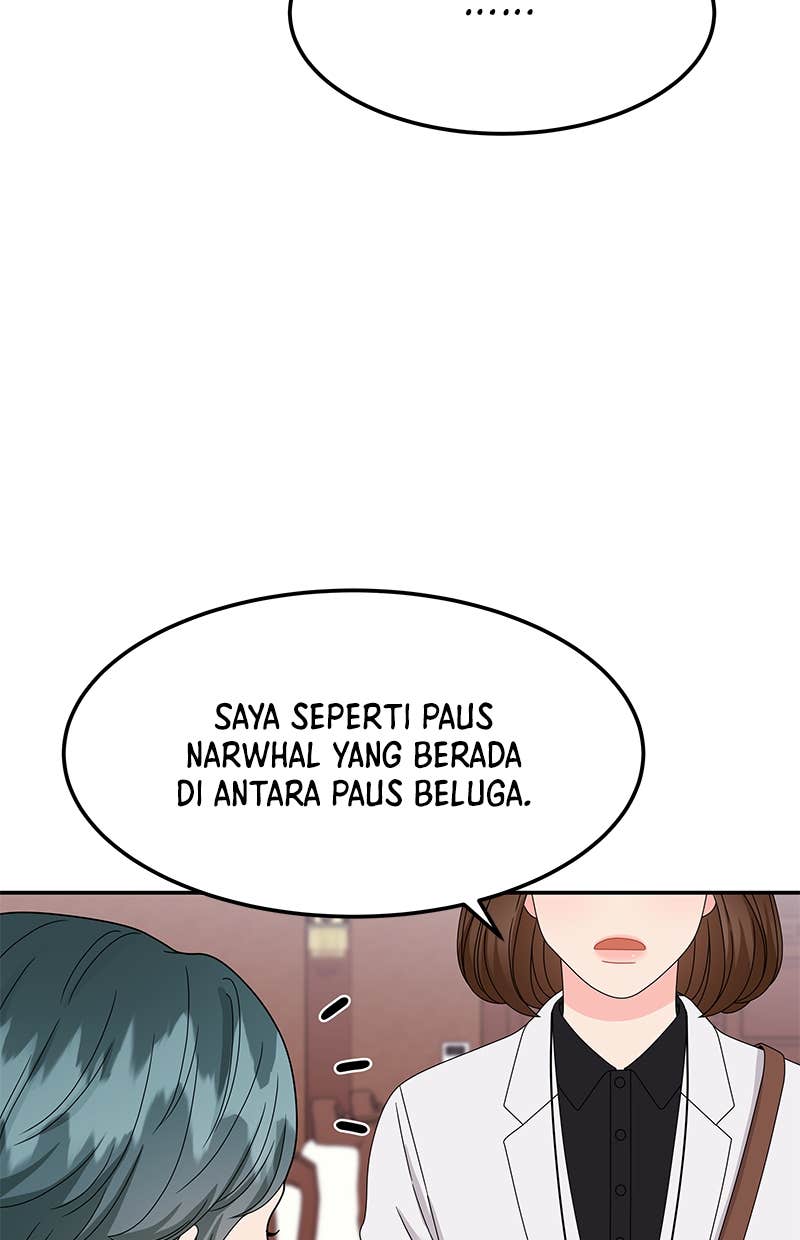 ......
SAYA SEPERTI PAUS
NARWHAL YANG BERADA
DI ANTARA PAUS BELUGA.